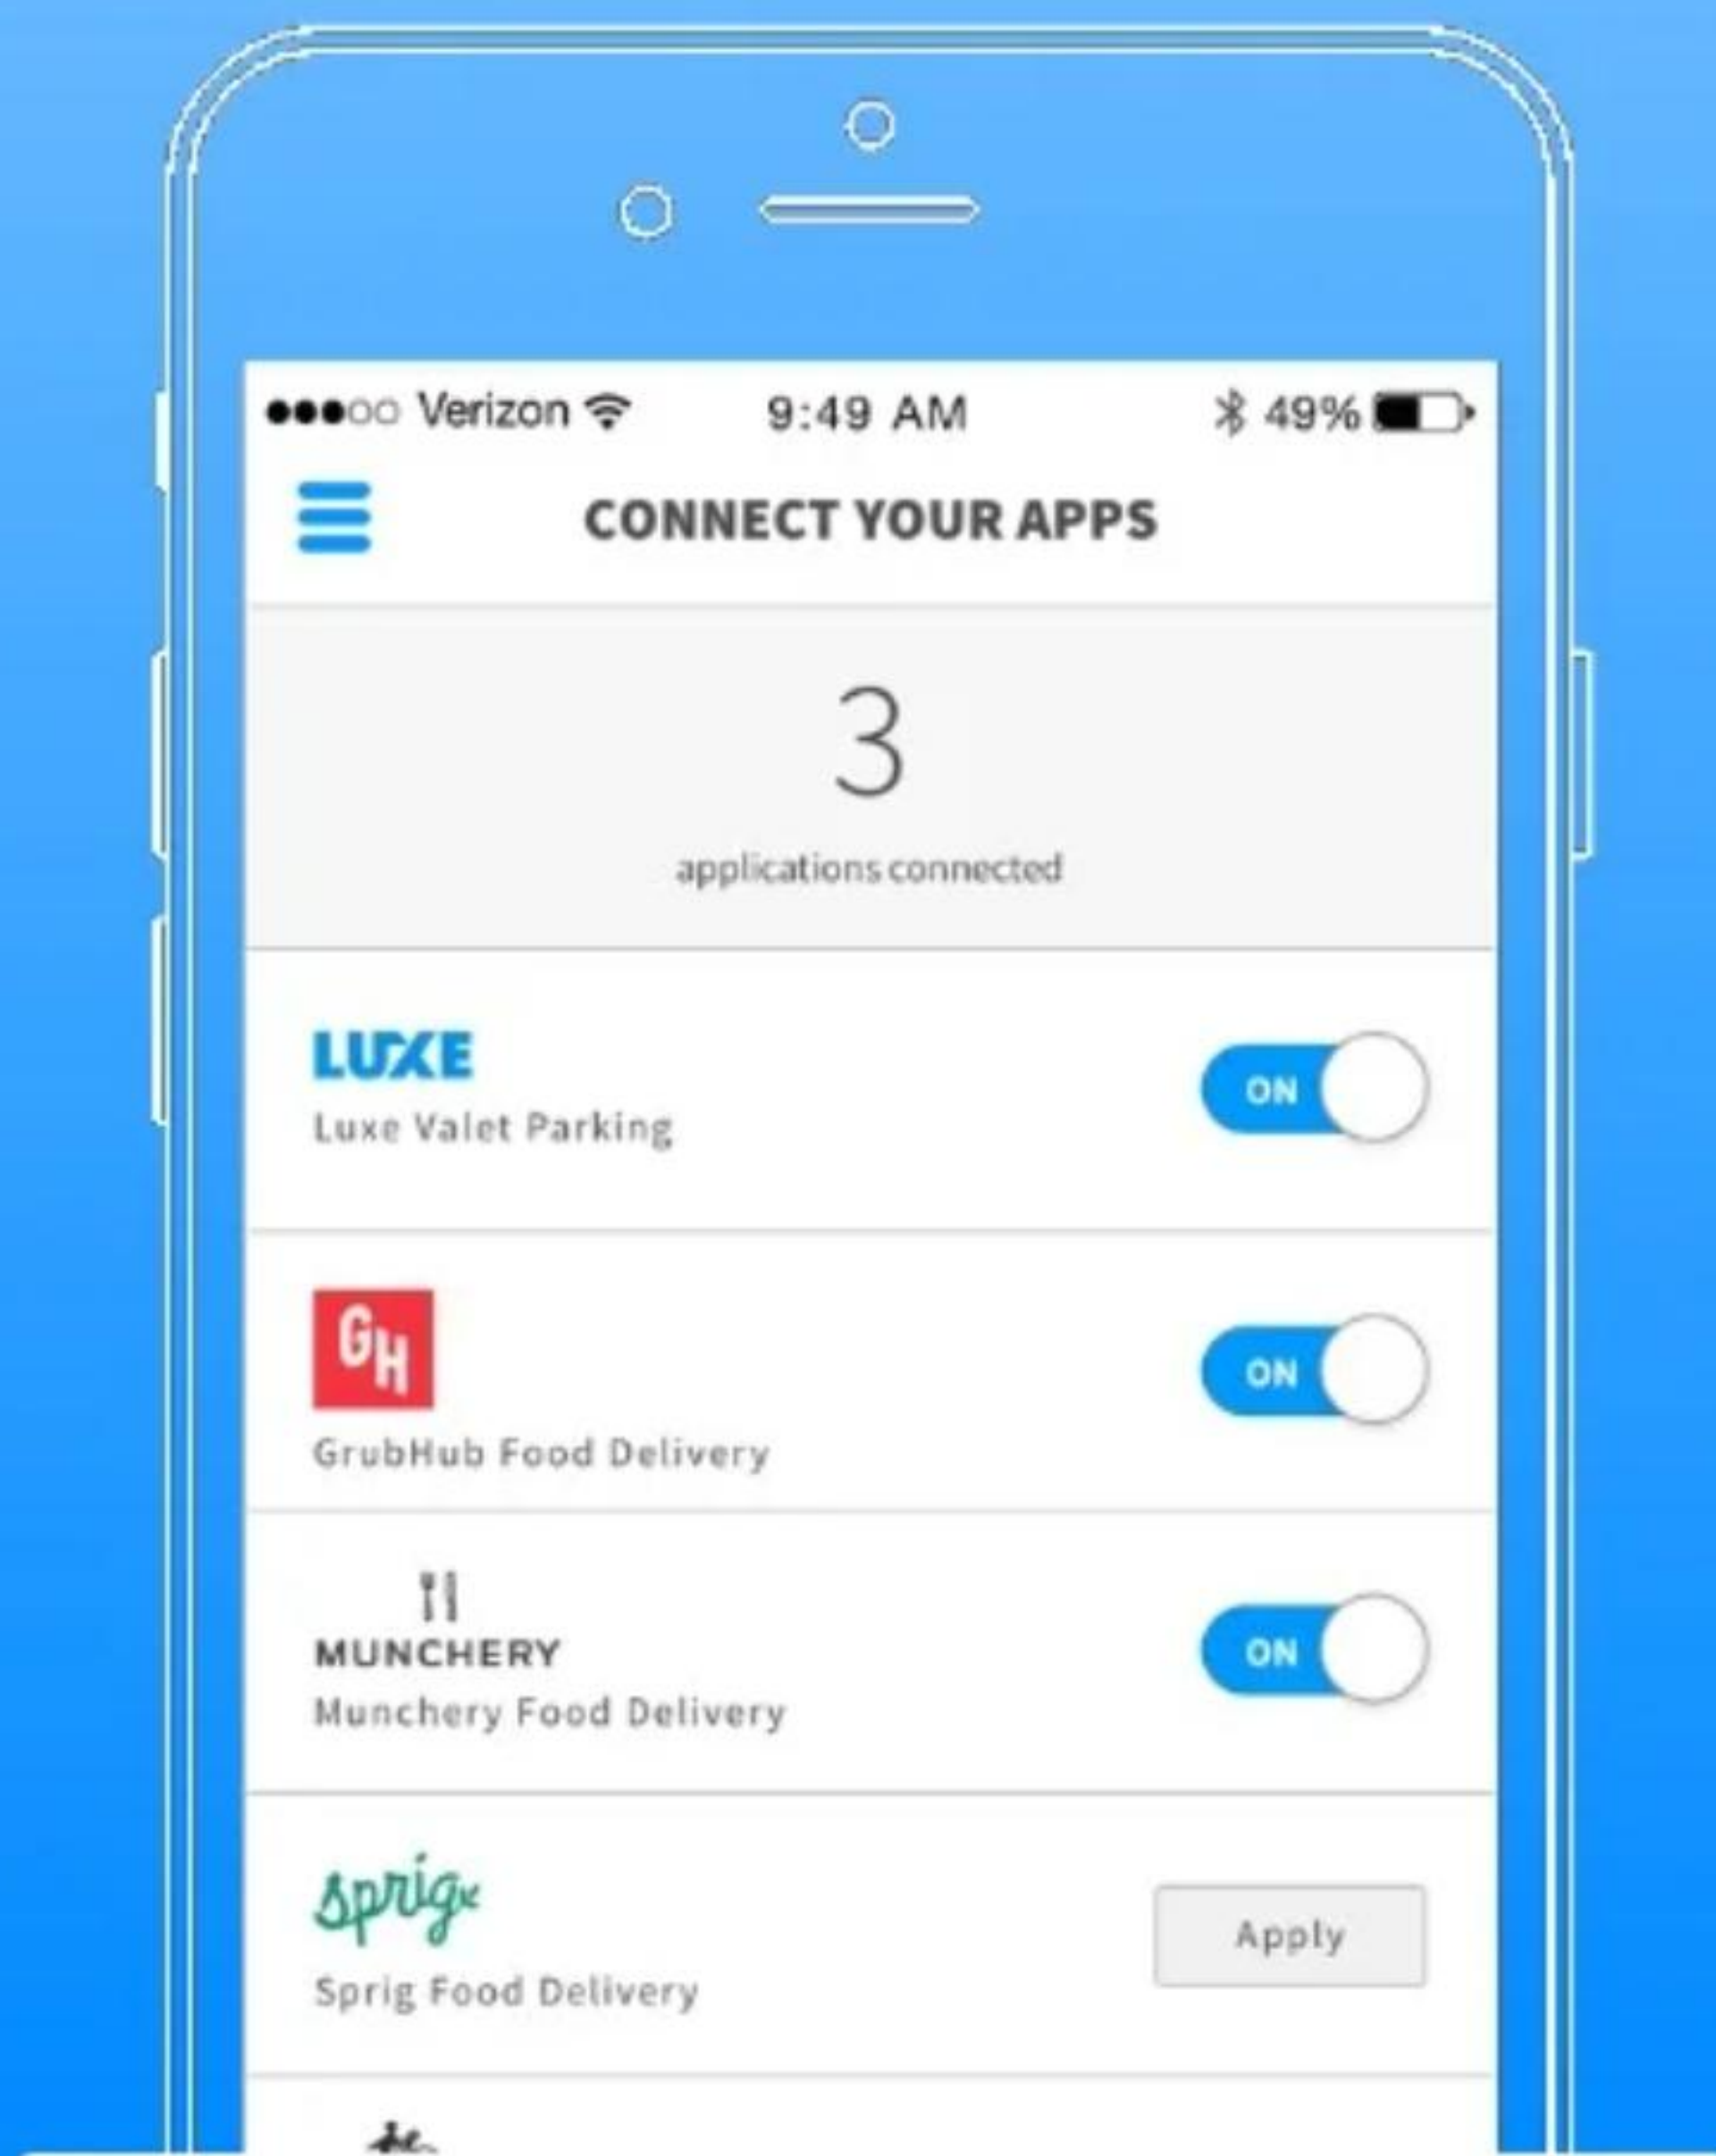 Verizon 9:49 AM 49%
CONNECT YOUR APPS
3
applications connected
LUXE
Luxe Valet Parking
ON
GH
GrubHub Food Delivery
ON
MUNCHERY
Munchery Food Delivery
ON
sprig
Sprig Food Delivery
Apply